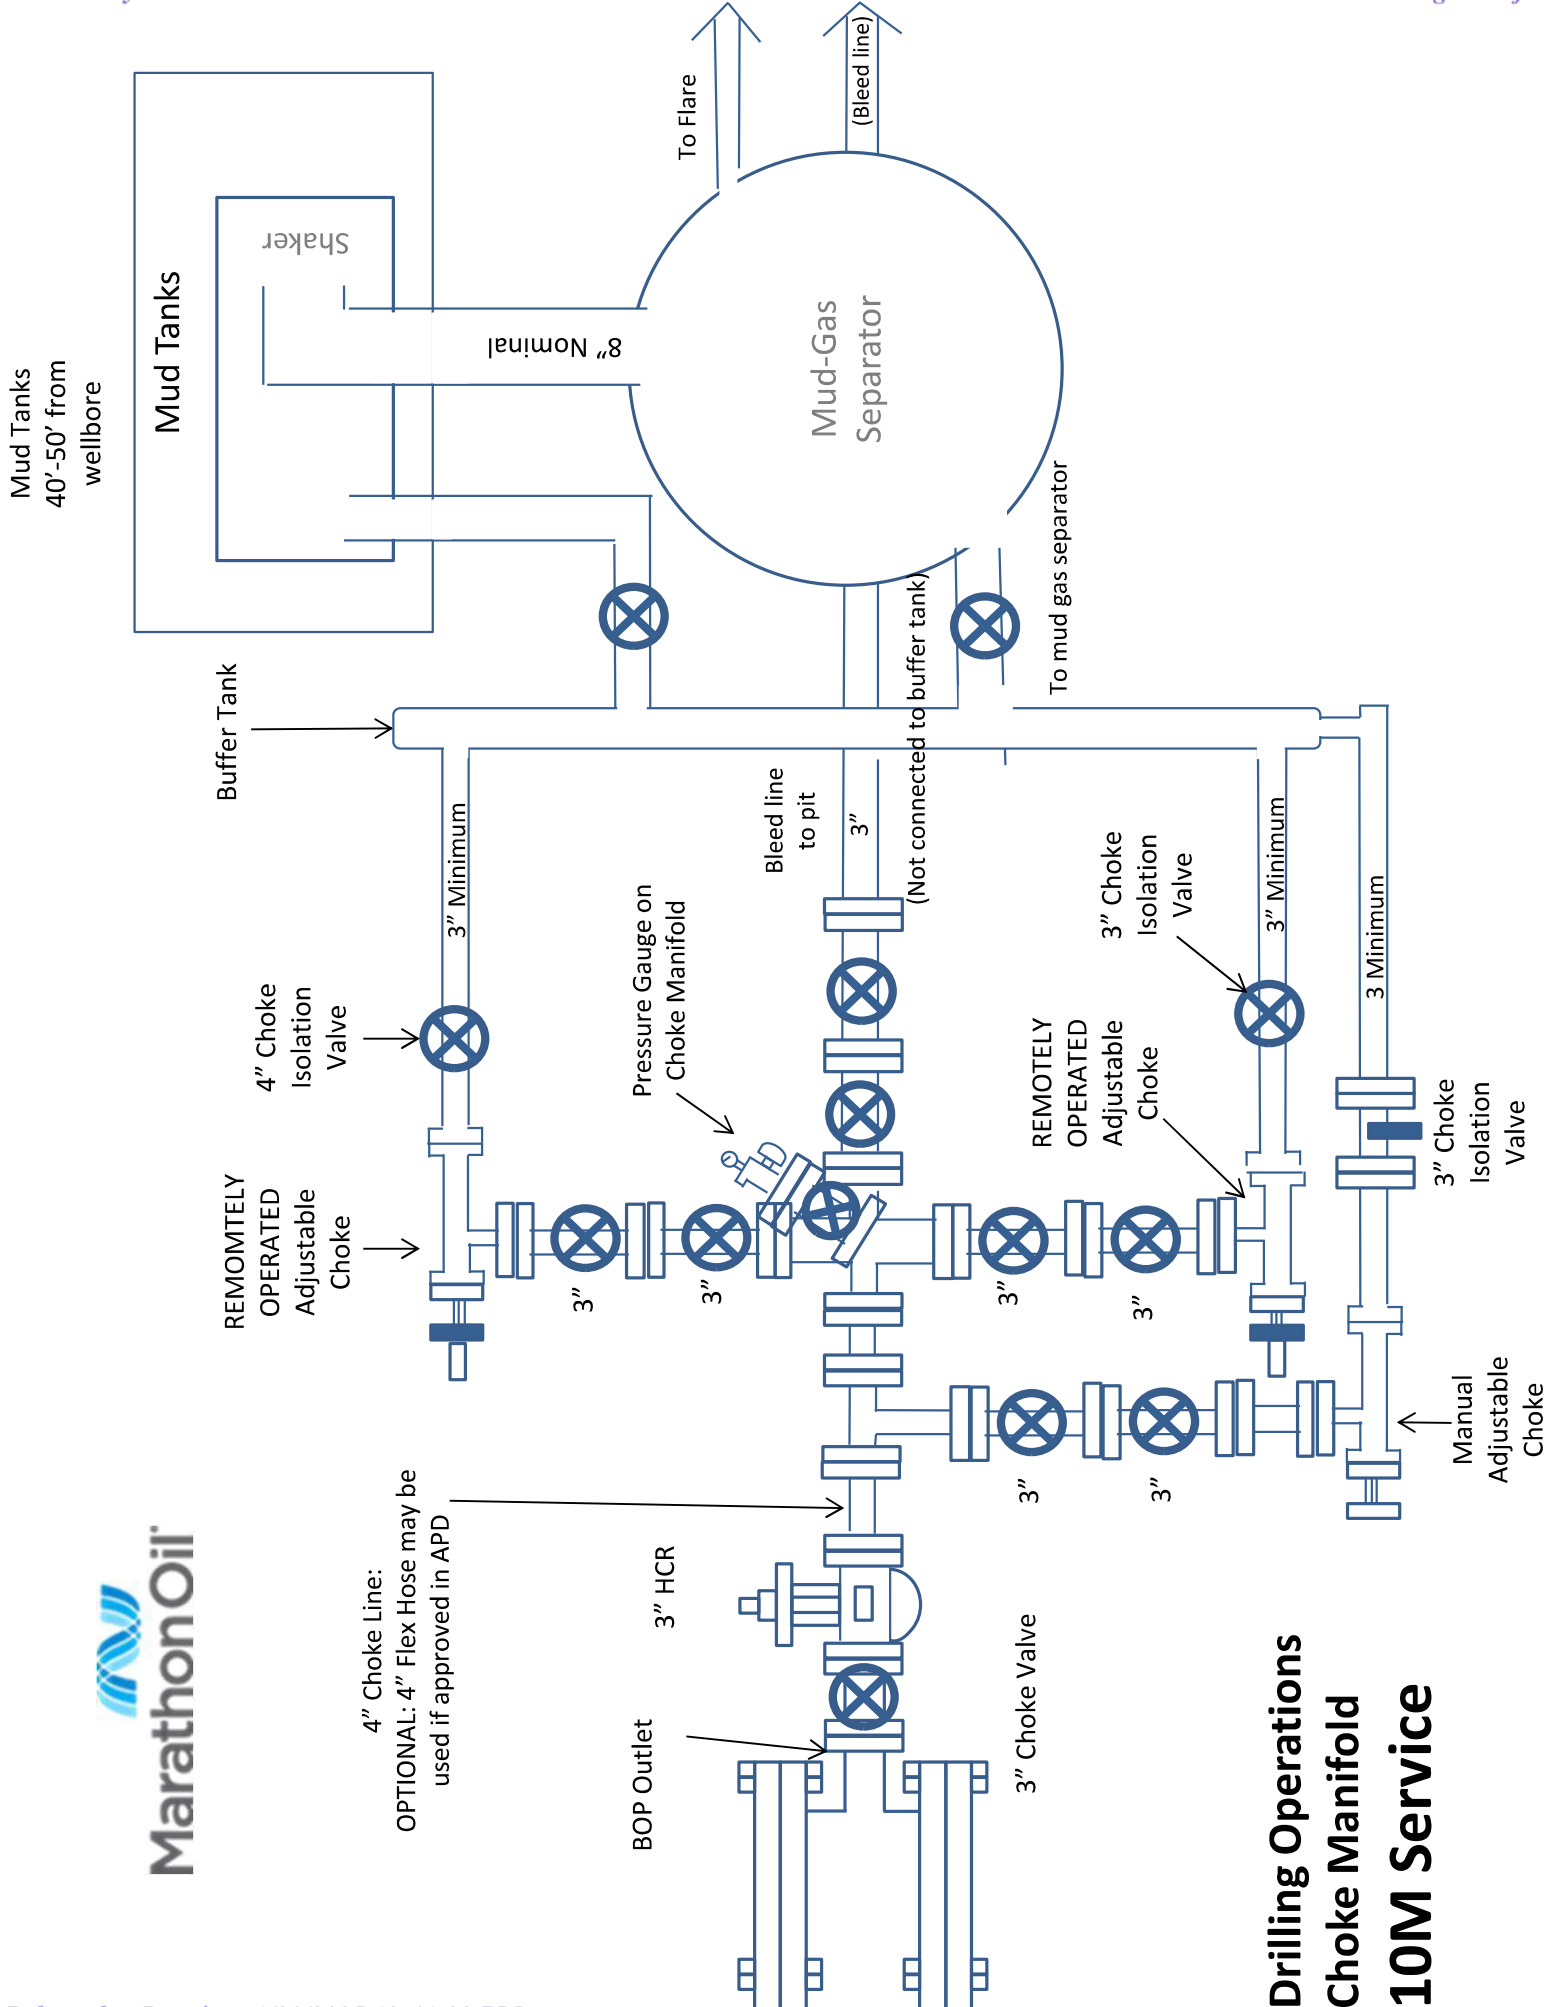 MarathonOil
Drilling Operations
Choke Manifold
10M Service
4” Choke Line:
OPTIONAL: 4” Flex Hose may be
used if approved in APD
BOP Outlet
3” HCR
3” Choke Valve
REMOMTELY
OPERATED
Adjustable
Choke
4” Choke
Isolation
Valve
3” Minimum
Buffer Tank
Mud Tanks
40’-50’ from
wellbore
Mud Tanks
Shaker
8” Nominal
To Flare
(Bleed line)
Mud-Gas
Separator
To mud gas separator
(Not connected to buffer tank)
Bleed line
to pit
3”
Pressure Gauge on
Choke Manifold
3”
3”
3”
3”
3”
3”
REMOTELY
OPERATED
Adjustable
Choke
3” Choke
Isolation
Valve
3” Minimum
3 Minimum
3” Choke
Isolation
Valve
Manual
Adjustable
Choke